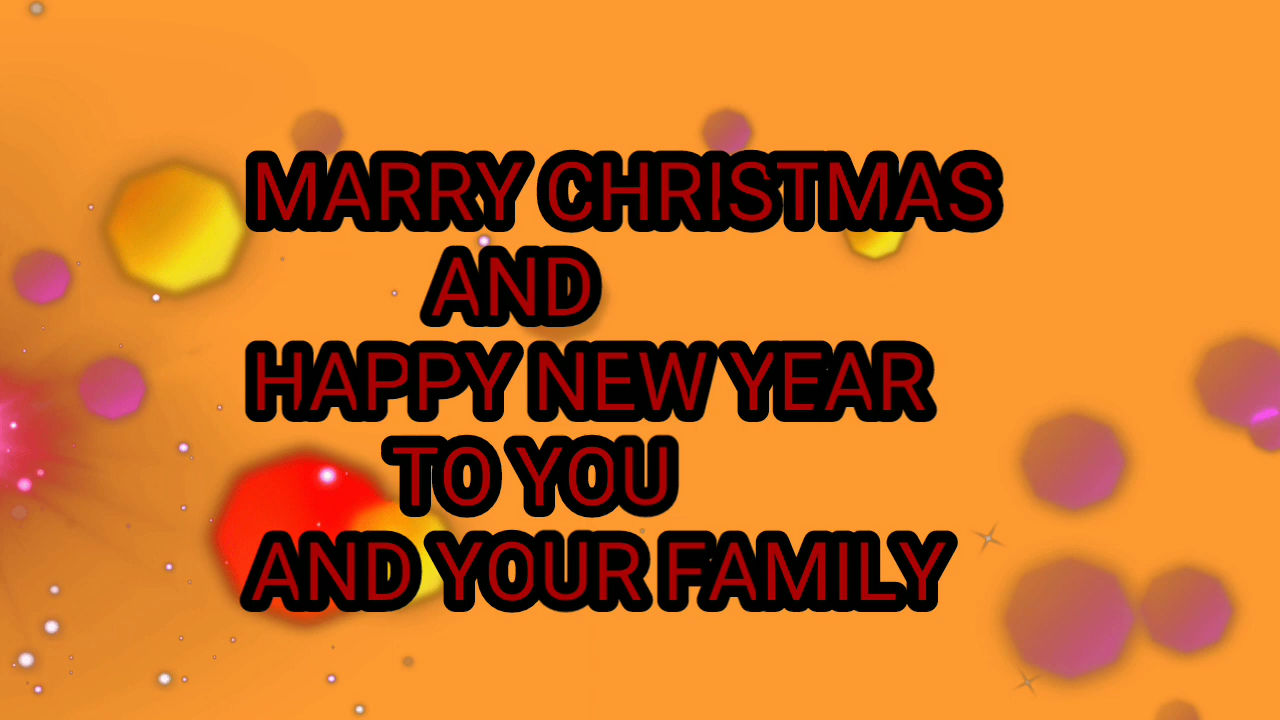 MARRY CHRISTMAS
AND
HAPPY NEW YEAR
TO YOU
AND YOUR FAMILY